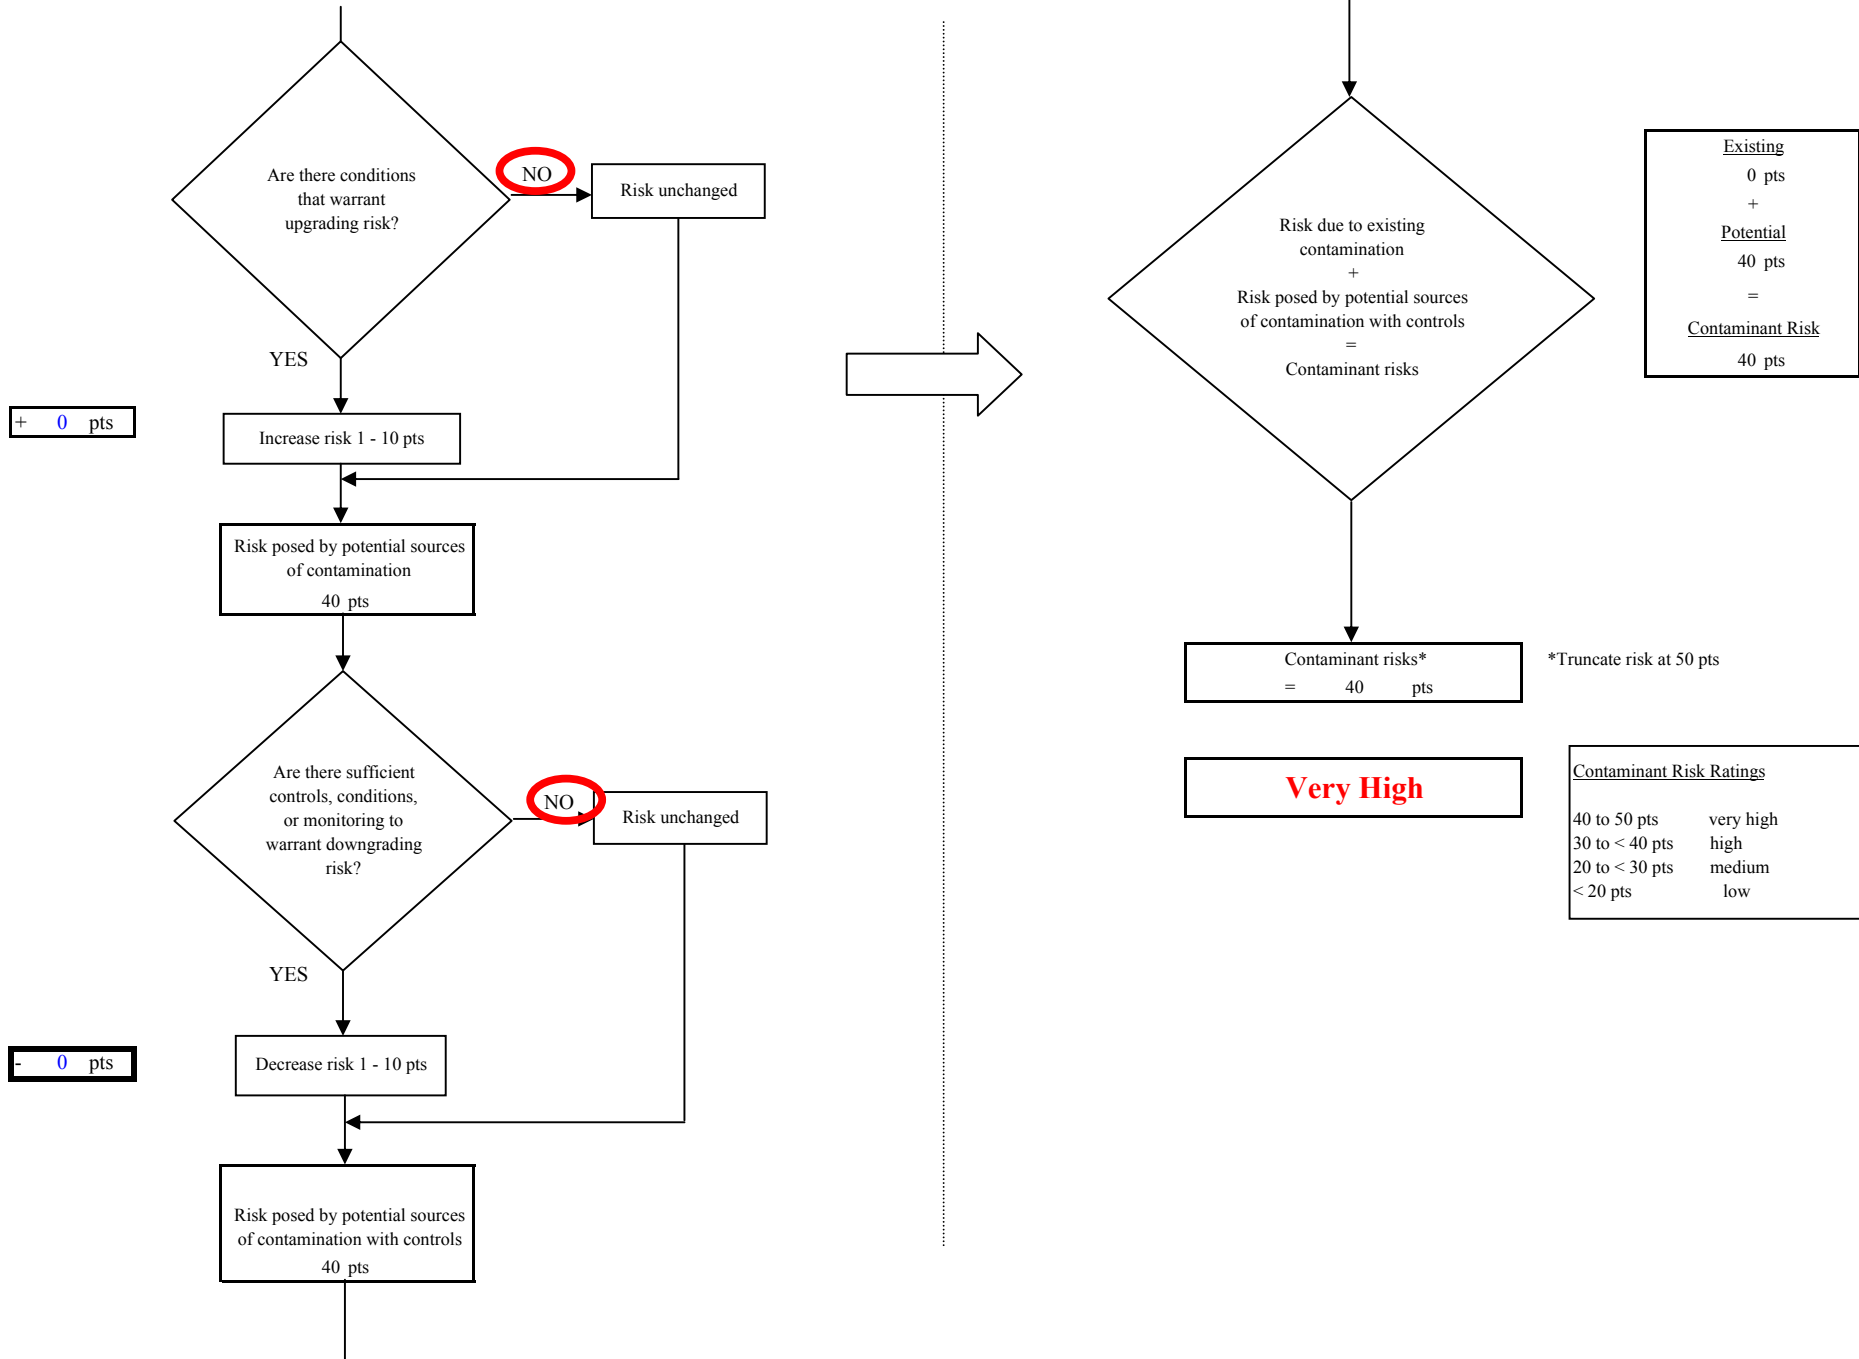 Are there conditions
that warrant
upgrading risk?
NO
Risk unchanged
YES
+ 0 pts
Increase risk 1 - 10 pts
Risk posed by potential sources
of contamination
40 pts
Are there sufficient
controls, conditions,
or monitoring to
warrant downgrading
risk?
NO
Risk unchanged
YES
- 0 pts
Decrease risk 1 - 10 pts
Risk posed by potential sources
of contamination with controls
40 pts
Risk due to existing
contamination
+
Risk posed by potential sources
of contamination with controls
=
Contaminant risks
Existing
0 pts
+
Potential
40 pts
=
Contaminant Risk
40 pts
Contaminant risks*
= 40 pts
*Truncate risk at 50 pts
Very High
Contaminant Risk Ratings
40 to 50 pts very high
30 to < 40 pts high
20 to < 30 pts medium
< 20 pts low